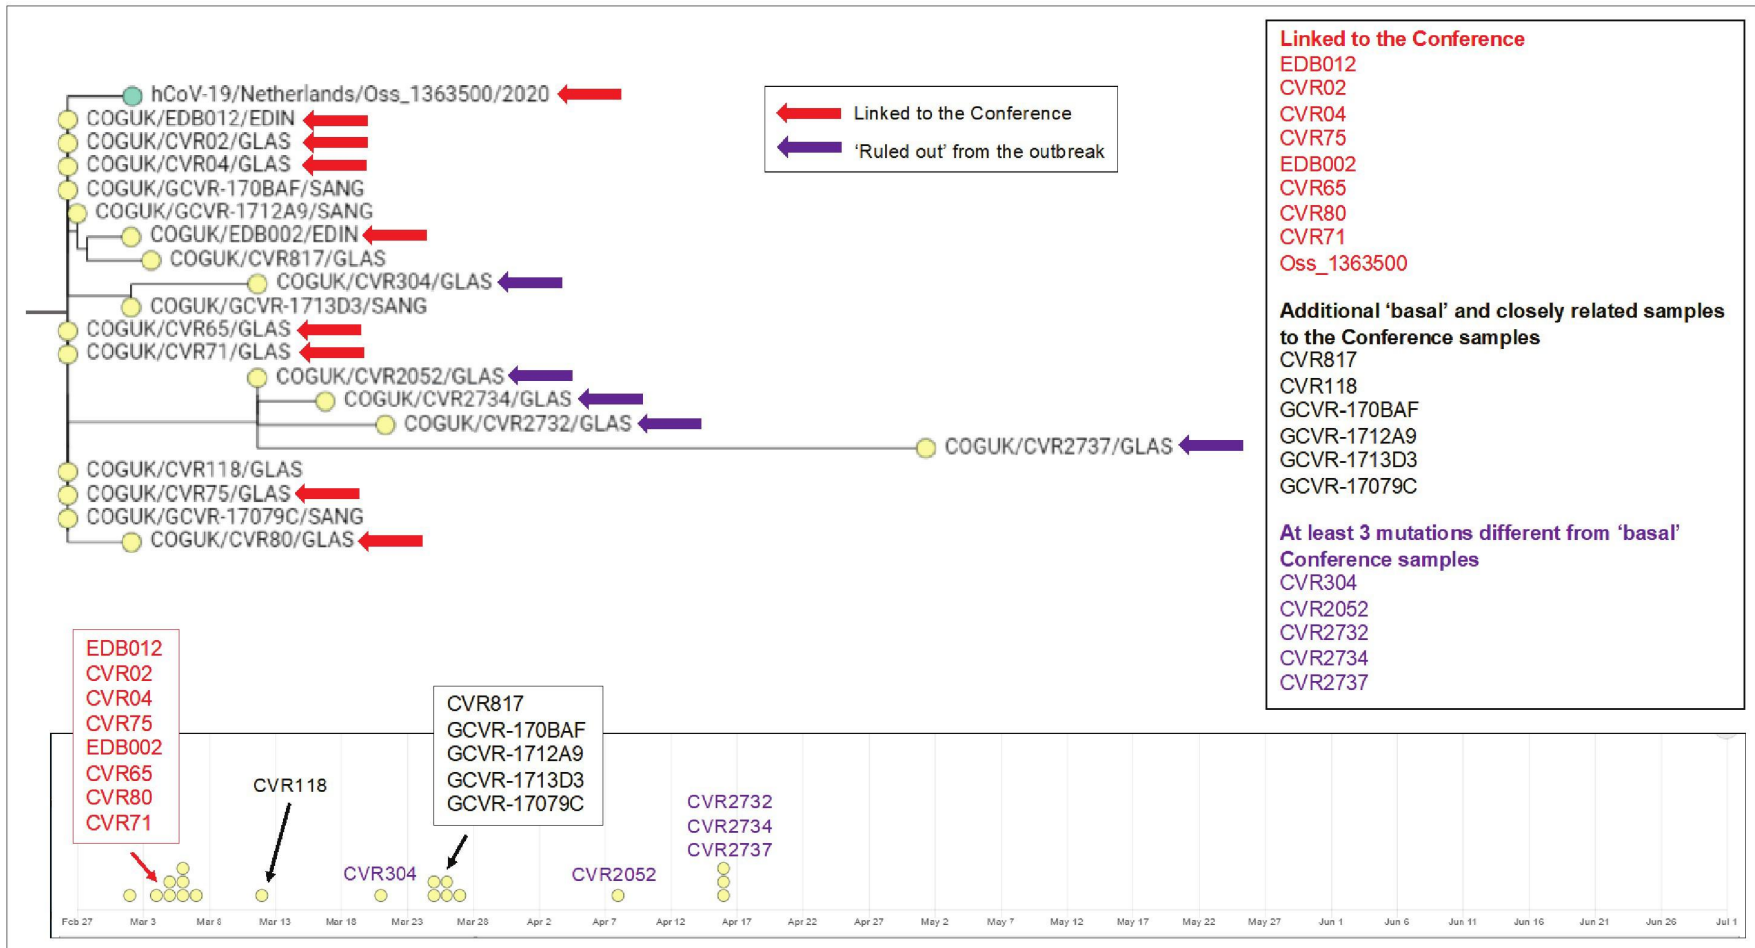 hCoV-19/Netherlands/Oss_1363500/2020
COGUK/EDB012/EDIN
COGUK/CVR02/GLAS
COGUK/CVR04/GLAS
COGUK/GCVR-170BAF/SANG
COGUK/GCVR-1712A9/SANG
COGUK/EDB002/EDIN
COGUK/CVR817/GLAS
COGUK/CVR304/GLAS
COGUK/GCVR-1713D3/SANG
COGUK/CVR65/GLAS
COGUK/CVR71/GLAS
COGUK/CVR2052/GLAS
COGUK/CVR2734/GLAS
COGUK/CVR2732/GLAS
COGUK/CVR2737/GLAS
COGUK/CVR118/GLAS
COGUK/CVR75/GLAS
COGUK/GCVR-17079C/SANG
COGUK/CVR80/GLAS
Linked to the Conference
‘Ruled out’ from the outbreak
Linked to the Conference
EDB012
CVR02
CVR04
CVR75
EDB002
CVR65
CVR80
CVR71
Oss_1363500
Additional ‘basal’ and closely related samples
to the Conference samples
CVR817
CVR118
GCVR-170BAF
GCVR-1712A9
GCVR-1713D3
GCVR-17079C
At least 3 mutations different from ‘basal’
Conference samples
CVR304
CVR2052
CVR2732
CVR2734
CVR2737
EDB012
CVR02
CVR04
CVR75
EDB002
CVR65
CVR80
CVR71
CVR118
CVR304
CVR817
GCVR-170BAF
GCVR-1712A9
GCVR-1713D3
GCVR-17079C
CVR2052
CVR2732
CVR2734
CVR2737
Feb 27 Mar 3 Mar 8 Mar 13 Mar 18 Mar 23 Mar 28 Apr 2 Apr 7 Apr 12 Apr 17 Apr 22 Apr 27 May 2 May 7 May 12 May 17 May 22 May 27 Jun 1 Jun 6 Jun 11 Jun 16 Jun 21 Jun 26 Jul 1